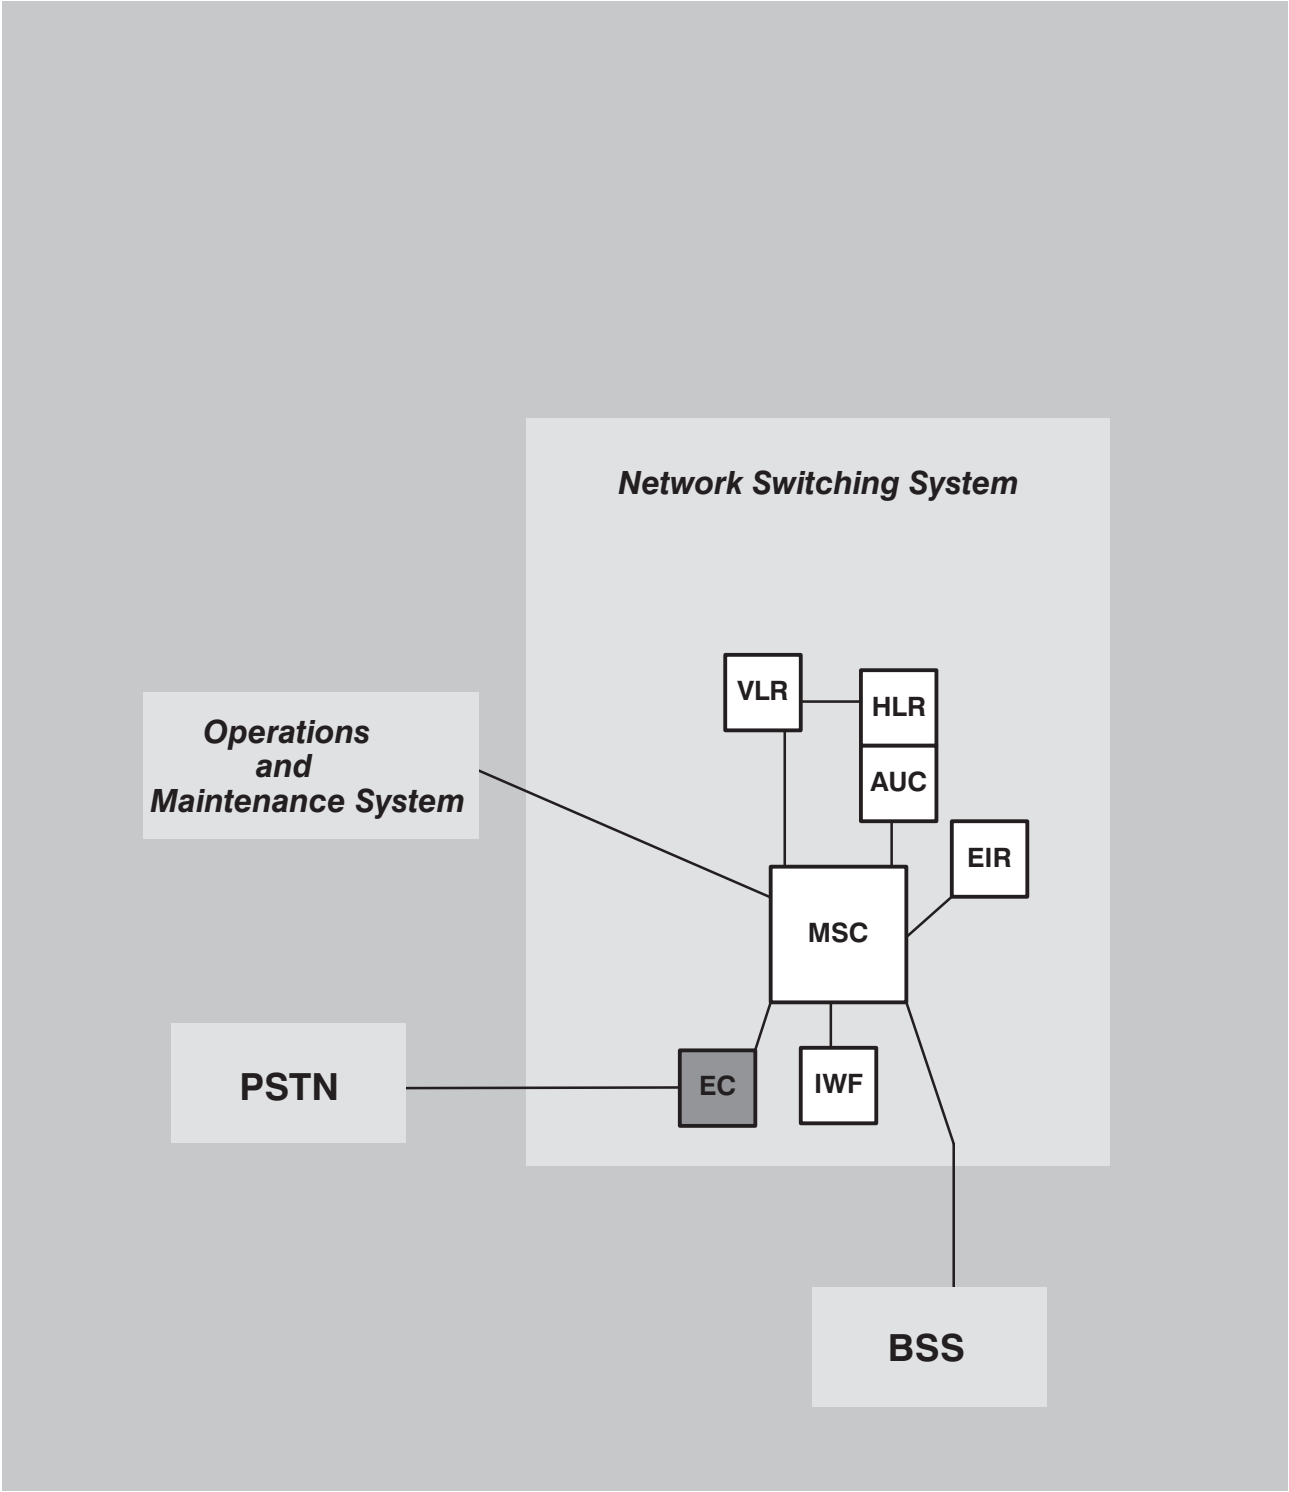 Network Switching System
VLR
HLR
Operations
and
Maintenance System
AUC
EIR
MSC
PSTN
EC
IWF
BSS